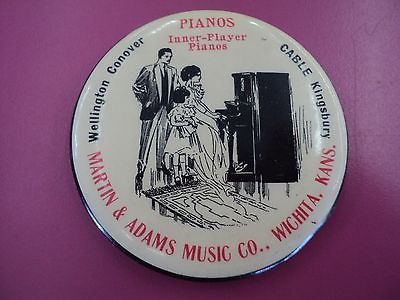 PIANOS
Inner-Player
Pianos
Wellington Conover
CABLE Kingsbury
MARTIN & ADAMS MUSIC CO., WICHITA, KANS.